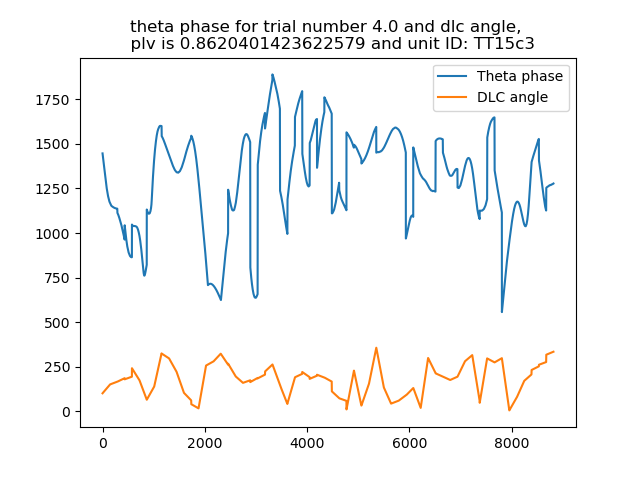 theta phase for trial number 4.0 and dlc angle,
plv is 0.8620401423622579 and unit ID: TT15c3
Theta phase
DLC angle
1750
1500
1250
1000
750
500
250
0
0 2000 4000 6000 8000